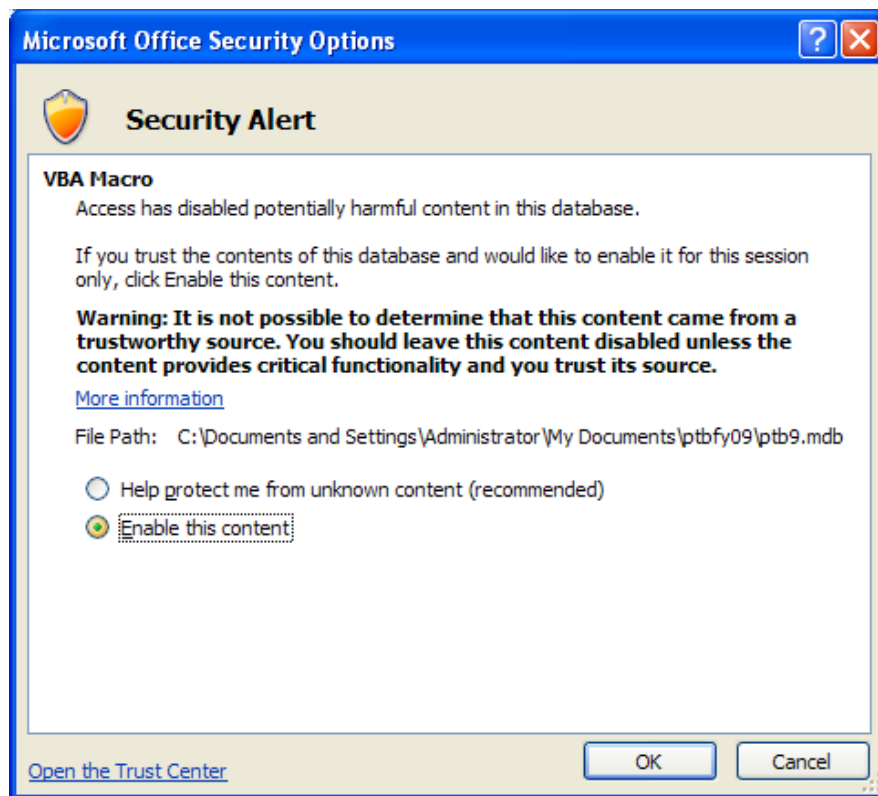 Microsoft Office Security Options
Security Alert
VBA Macro
Access has disabled potentially harmful content in this database.
If you trust the contents of this database and would like to enable it for this session
only, click Enable this content.
Warning: It is not possible to determine that this content came from a
trustworthy source. You should leave this content disabled unless the
content provides critical functionality and you trust its source.
More information
File Path: C:\Documents and Settings\Administrator\My Documents\ptbfy09\ptb9.mdb
Help protect me from unknown content (recommended)
Enable this content
Open the Trust Center
OK
Cancel